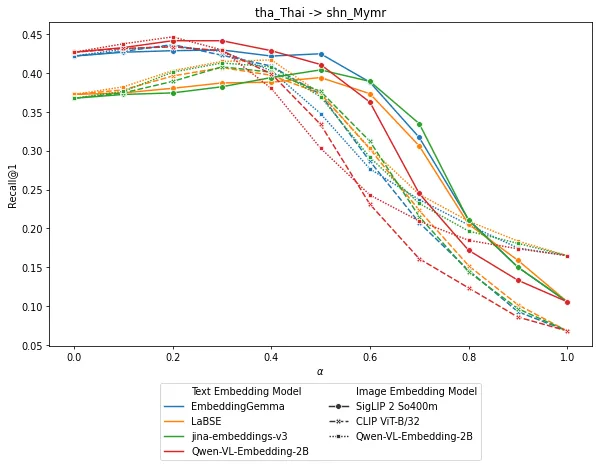 tha_Thai -> shn_Mymr
Recall@1
0.45
0.40
0.35
0.30
0.25
0.20
0.15
0.10
0.05
0.0
0.2
0.4
0.6
0.8
1.0
α
Text Embedding Model
EmbeddingGemma
LaBSE
jina-embeddings-v3
Qwen-VL-Embedding-2B
Image Embedding Model
SigLIP 2 So400m
CLIP ViT-B/32
Qwen-VL-Embedding-2B